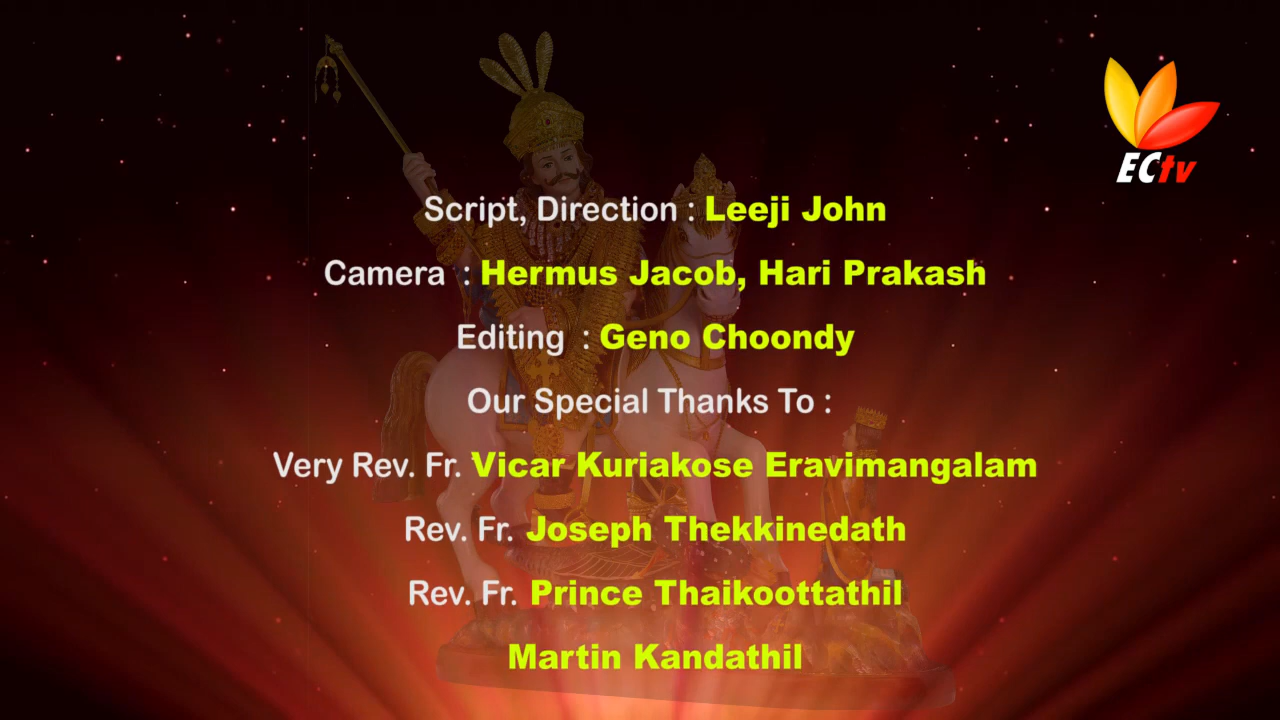 ECtv
Script, Direction : Leeji John
Camera : Hermus Jacob, Hari Prakash
Editing : Geno Choondy
Our Special Thanks To :
Very Rev. Fr. Vicar Kuriakose Eravimangalam
Rev. Fr. Joseph Thekkinedath
Rev. Fr. Prince Thaikoottathil
Martin Kandathil